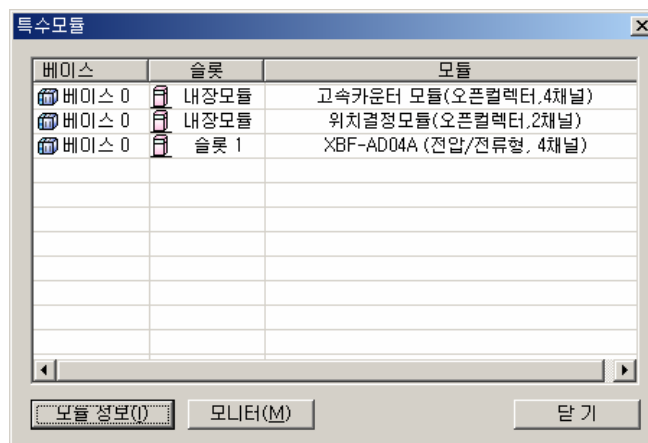 특수모듈
베이스 슬롯 모듈
베이스 0 내장모듈 고속카운터 모듈(오픈컬렉터,4채널)
베이스 0 내장모듈 위치결정모듈(오픈컬렉터,2채널)
베이스 0 슬롯 1 XBF-AD04A (전압/전류형, 4채널)
모듈 정보(I) 모니터(M) 닫 기